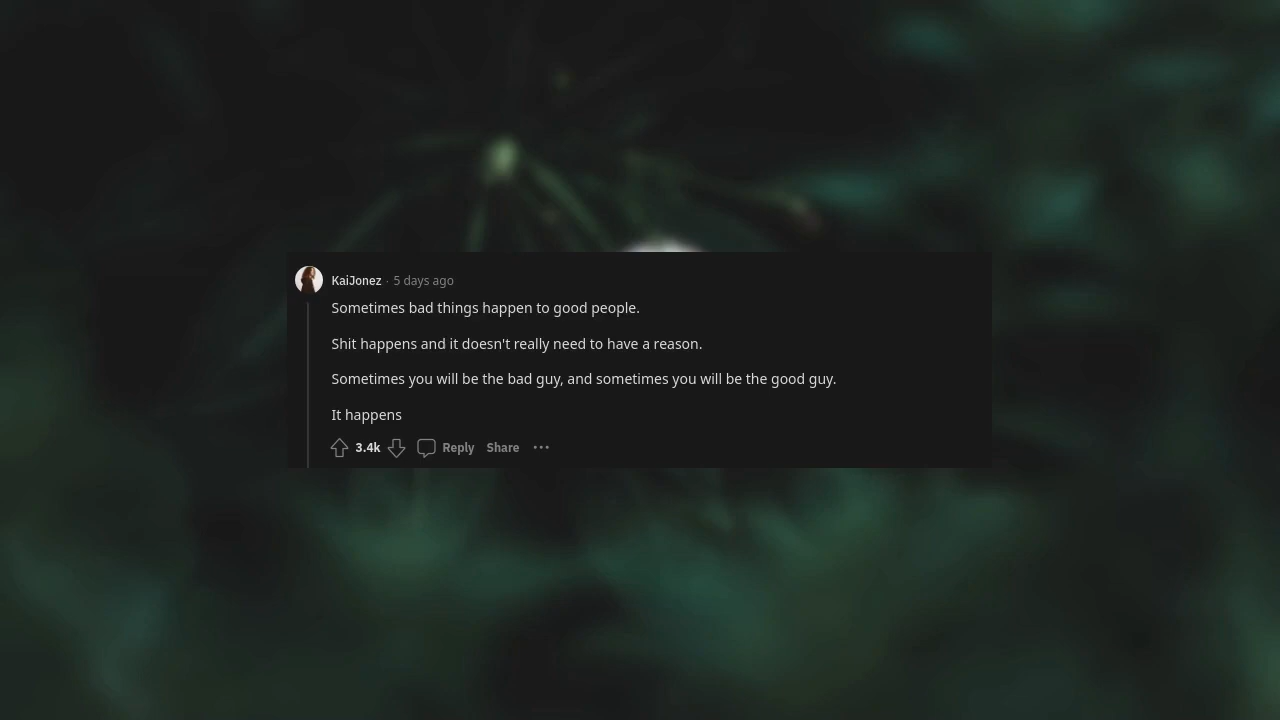 KaiJonez · 5 days ago
Sometimes bad things happen to good people.
Shit happens and it doesn't really need to have a reason.
Sometimes you will be the bad guy, and sometimes you will be the good guy.
It happens
3.4k Reply Share ···